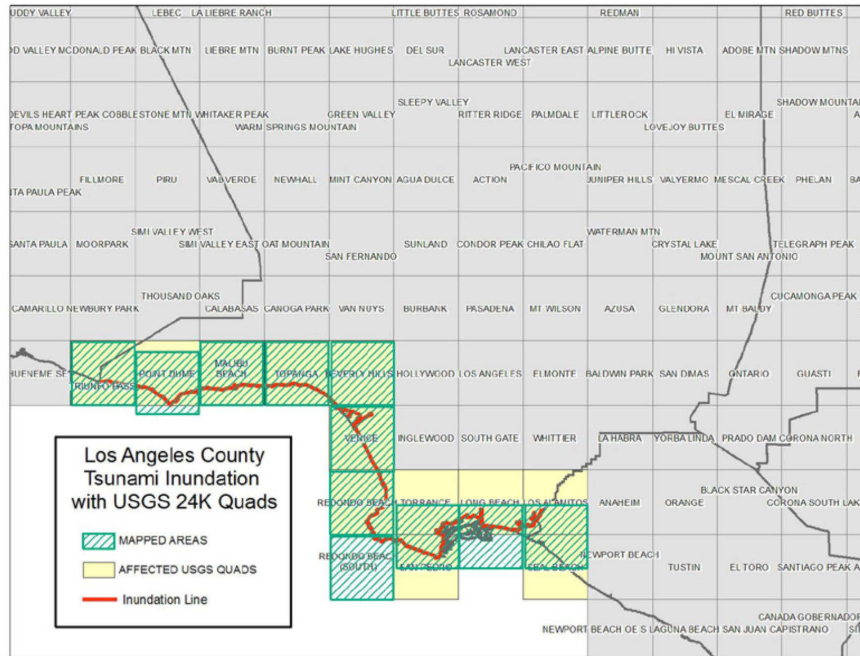 UDDY VALLEY LEBEC LA LIEBRE RANCH LITTLE BUTTES ROSAMOND REDMAN RED BUTTES
OD VALLEY MCDONALD PEAK BLACK MTN LIEBRE MTN BURNT PEAK LAKE HUGHES DEL SUR LANCASTER EAST ALPINE BUTTE HI VISTA ADOBE MTN SHADOW MTNS
LANCASTER WEST
SLEEPY VALLEY SHADOW MOUNTA
DEVILS HEART PEAK COBBLESTONE MTN WHITAKER PEAK GREEN VALLEY RITTER RIDGE PALMDALE LITTLEROCK EL MIRAGE
TOPA MOUNTAINS WARM SPRINGS MOUNTAIN LOVEJOY BUTTES
PACIFICO MOUNTAIN
FILLMORE PIRU VAL VERDE NEWHALL MINT CANYON AGUA DULCE ACTION JUNIPER HILLS VALYERMO MESCAL CREEK PHELAN BA
NTA PAULA PEAK
SIMI VALLEY WEST WATERMAN MTN
SANTA PAULA MOORPARK SIMI VALLEY EAST OAT MOUNTAIN SUNLAND CONDOR PEAK CHILAO FLAT CRYSTAL LAKE TELEGRAPH PEAK
SAN FERNANDO MOUNT SAN ANTONIO
THOUSAND OAKS CUCAMONGA PEAK
CAMARILLO NEWBURY PARK CALABASAS CANOGA PARK VAN NUYS BURBANK PASADENA MT WILSON AZUSA GLENDORA MT BALDY
MALIBU
BEACH
HUENEME SE TRIUNFO PASS POINT DUME TOPANGA BEVERLY HILLS HOLLYWOOD LOS ANGELES ELMONTE BALDWIN PARK SAN DIMAS ONTARIO GUASTI
VENICE INGLEWOOD SOUTH GATE WHITTIER LA HABRA YORBA LINDA PRADO DAM CORONA NORTH
BLACK STAR CANYON
REDONDO BEACH TORRANCE LONG BEACH LOS ALAMITOS ANAHEIM ORANGE CORONA SOUTH LAK
NEWPORT BEACH
REDONDO BEACH
(SOUTH)
SAN PEDRO SEAL BEACH TUSTIN EL TORO SANTIAGO PEAK A
CANADA GOBERNADOR
NEWPORT BEACH OE S LAGUNA BEACH SAN JUAN CAPISTRANO
Los Angeles County
Tsunami Inundation
with USGS 24K Quads
MAPPED AREAS
AFFECTED USGS QUADS
Inundation Line